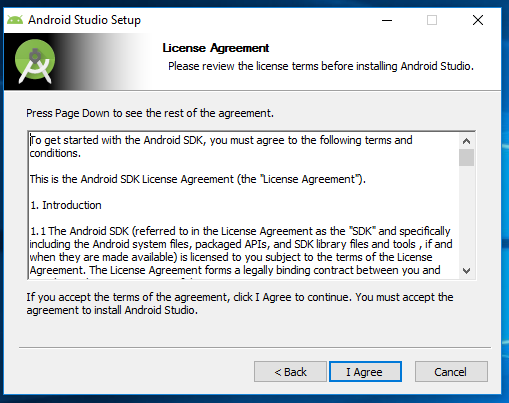 Android Studio Setup
License Agreement
Please review the license terms before installing Android Studio.
Press Page Down to see the rest of the agreement.
To get started with the Android SDK, you must agree to the following terms and
conditions.
This is the Android SDK License Agreement (the "License Agreement").
1. Introduction
1.1 The Android SDK (referred to in the License Agreement as the "SDK" and specifically
including the Android system files, packaged APIs, and SDK library files and tools , if and
when they are made available) is licensed to you subject to the terms of the License
Agreement. The License Agreement forms a legally binding contract between you and
If you accept the terms of the agreement, click I Agree to continue. You must accept the
agreement to install Android Studio.
< Back
I Agree
Cancel